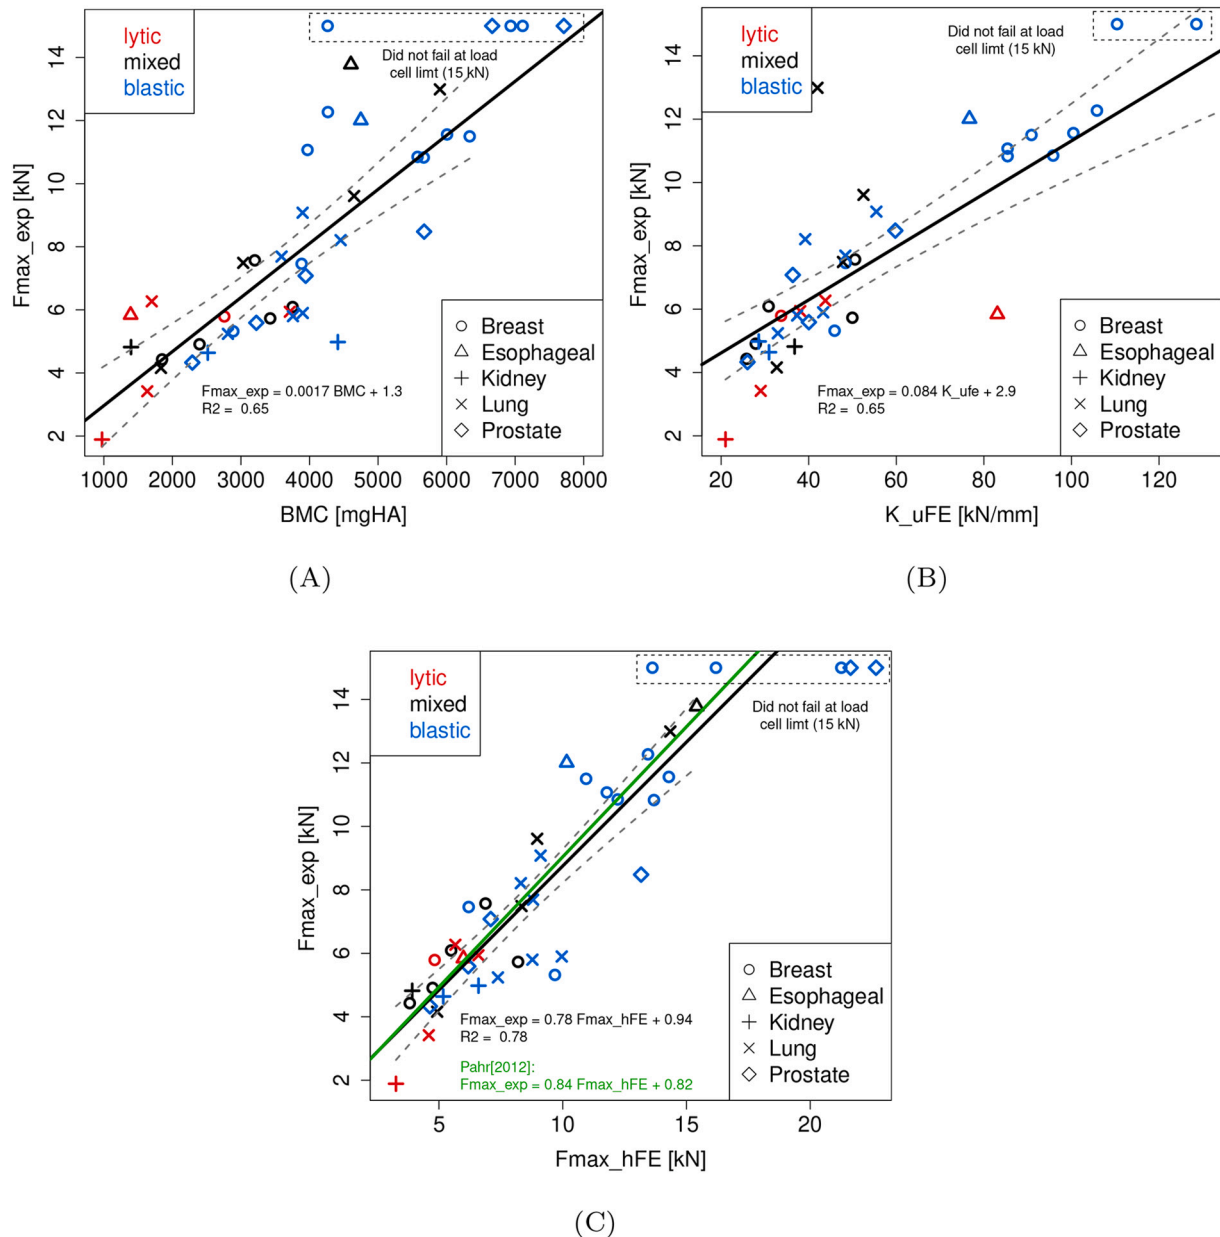 lytic
mixed
blastic
Did not fail at load
cell limt (15 kN)
Fmax_exp [kN]
2
4
6
8
10
12
14
Breast
Esophageal
Kidney
Lung
Prostate
Fmax_exp = 0.0017 BMC + 1.3
R2 = 0.65
1000 2000 3000 4000 5000 6000 7000 8000
BMC [mgHA]
(A)
lytic
mixed
blastic
Did not fail at load
cell limt (15 kN)
Fmax_exp [kN]
2
4
6
8
10
12
14
Breast
Esophageal
Kidney
Lung
Prostate
Fmax_exp = 0.084 K_ufe + 2.9
R2 = 0.65
20 40 60 80 100 120
K_uFE [kN/mm]
(B)
lytic
mixed
blastic
Did not fail at load
cell limt (15 kN)
Fmax_exp [kN]
2
4
6
8
10
12
14
Breast
Esophageal
Kidney
Lung
Prostate
Fmax_exp = 0.78 Fmax_hFE + 0.94
R2 = 0.78
Pahr[2012]:
Fmax_exp = 0.84 Fmax_hFE + 0.82
5 10 15 20
Fmax_hFE [kN]
(C)